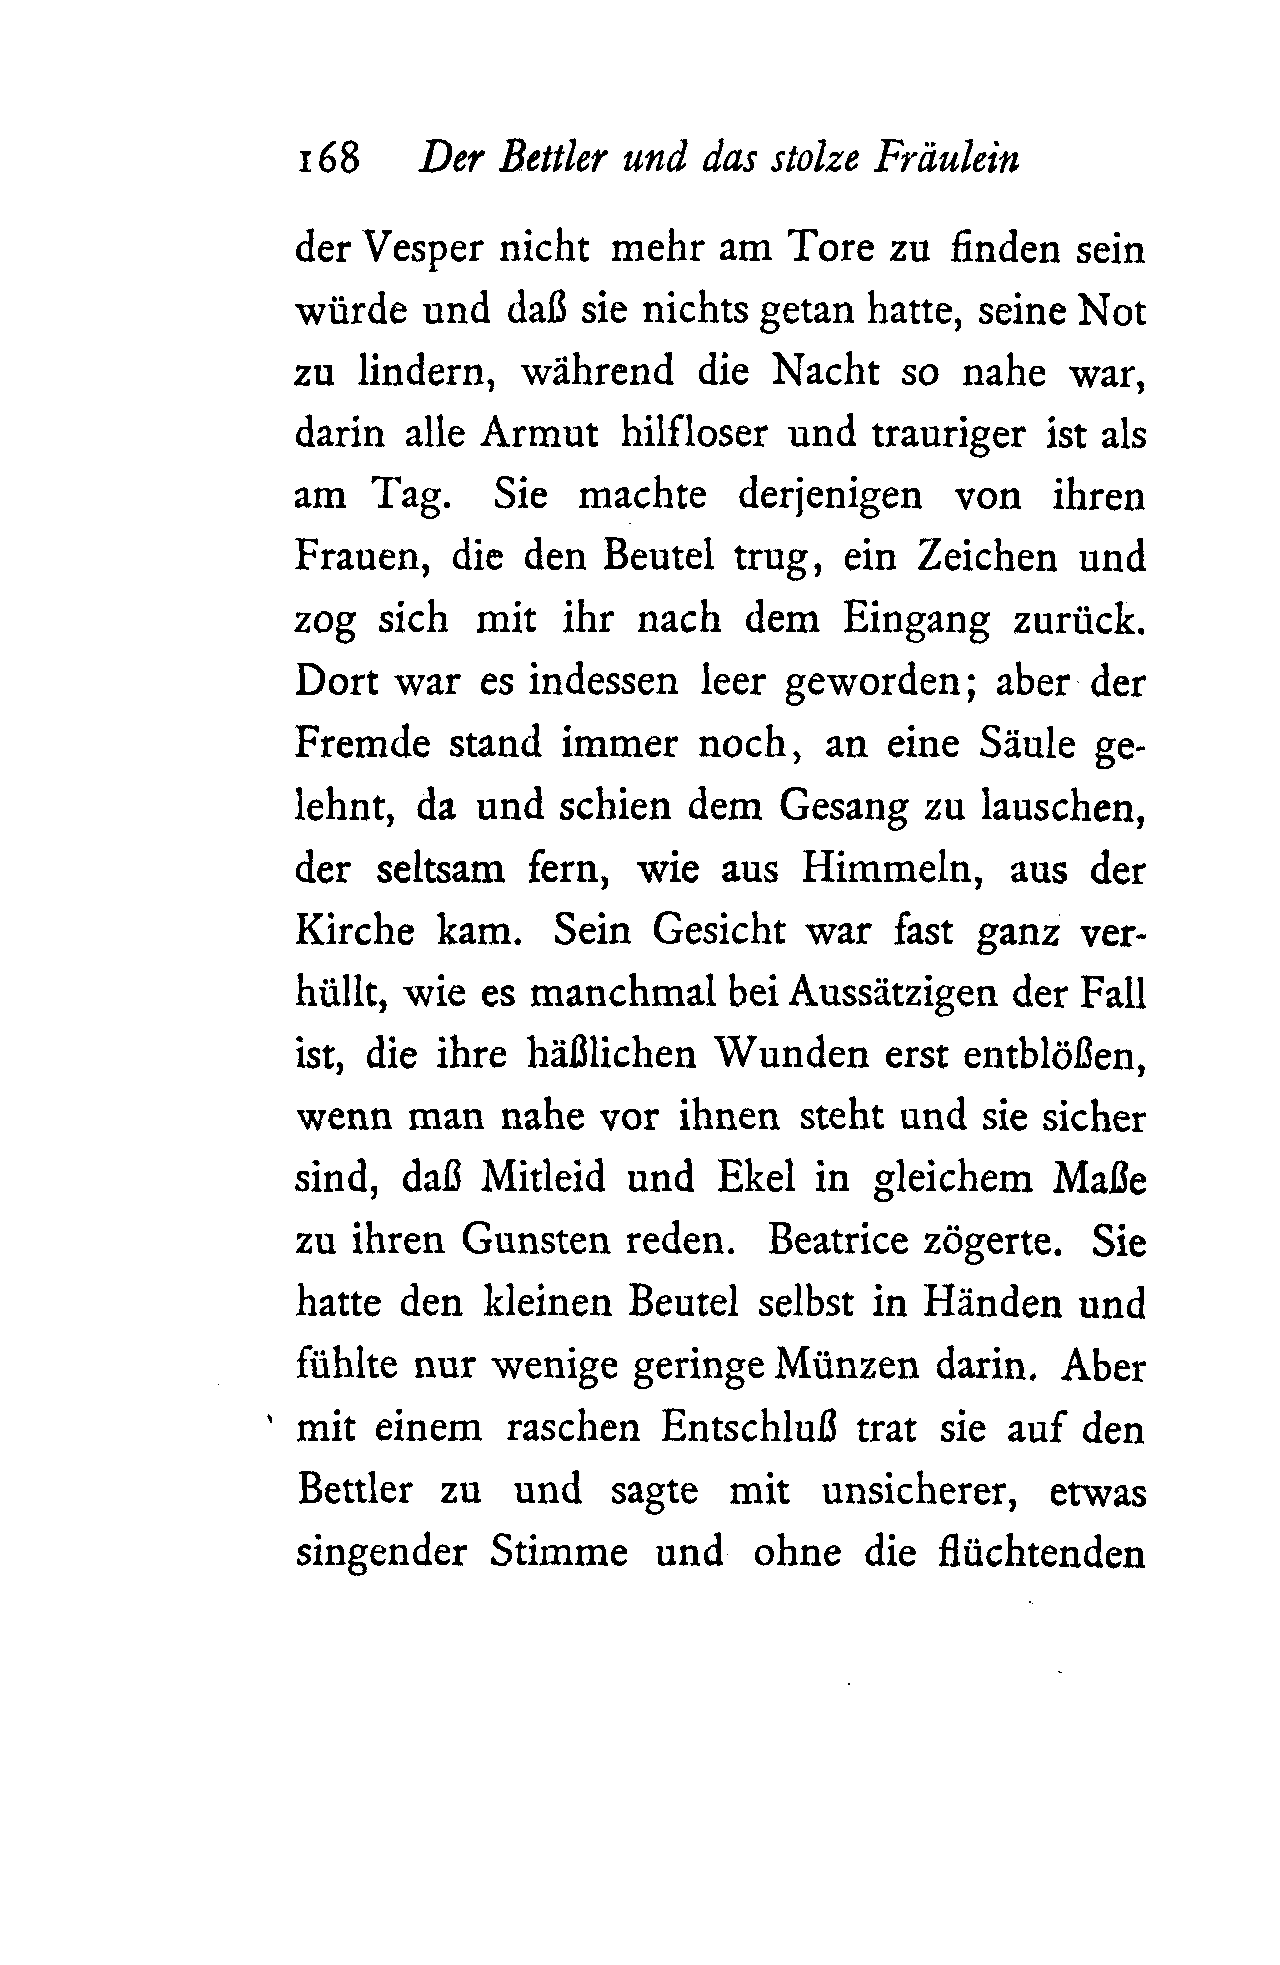 168 Der Bettler und das stolze Fräulein
der Vesper nicht mehr am Tore zu finden sein
würde und daß sie nichts getan hatte, seine Not
zu lindern, während die Nacht so nahe war,
darin alle Armut hilfloser und trauriger ist als
am Tag. Sie machte derjenigen von ihren
Frauen, die den Beutel trug, ein Zeichen und
zog sich mit ihr nach dem Eingang zurück.
Dort war es indessen leer geworden; aber der
Fremde stand immer noch, an eine Säule ge-
lehnt, da und schien dem Gesang zu lauschen,
der seltsam fern, wie aus Himmeln, aus der
Kirche kam. Sein Gesicht war fast ganz ver-
hüllt, wie es manchmal bei Aussätzigen der Fall
ist, die ihre häßlichen Wunden erst entblößen,
wenn man nahe vor ihnen steht und sie sicher
sind, daß Mitleid und Ekel in gleichem Maße
zu ihren Gunsten reden. Beatrice zögerte. Sie
hatte den kleinen Beutel selbst in Händen und
fühlte nur wenige geringe Münzen darin. Aber
mit einem raschen Entschluß trat sie auf den
Bettler zu und sagte mit unsicherer, etwas
singender Stimme und ohne die flüchtenden